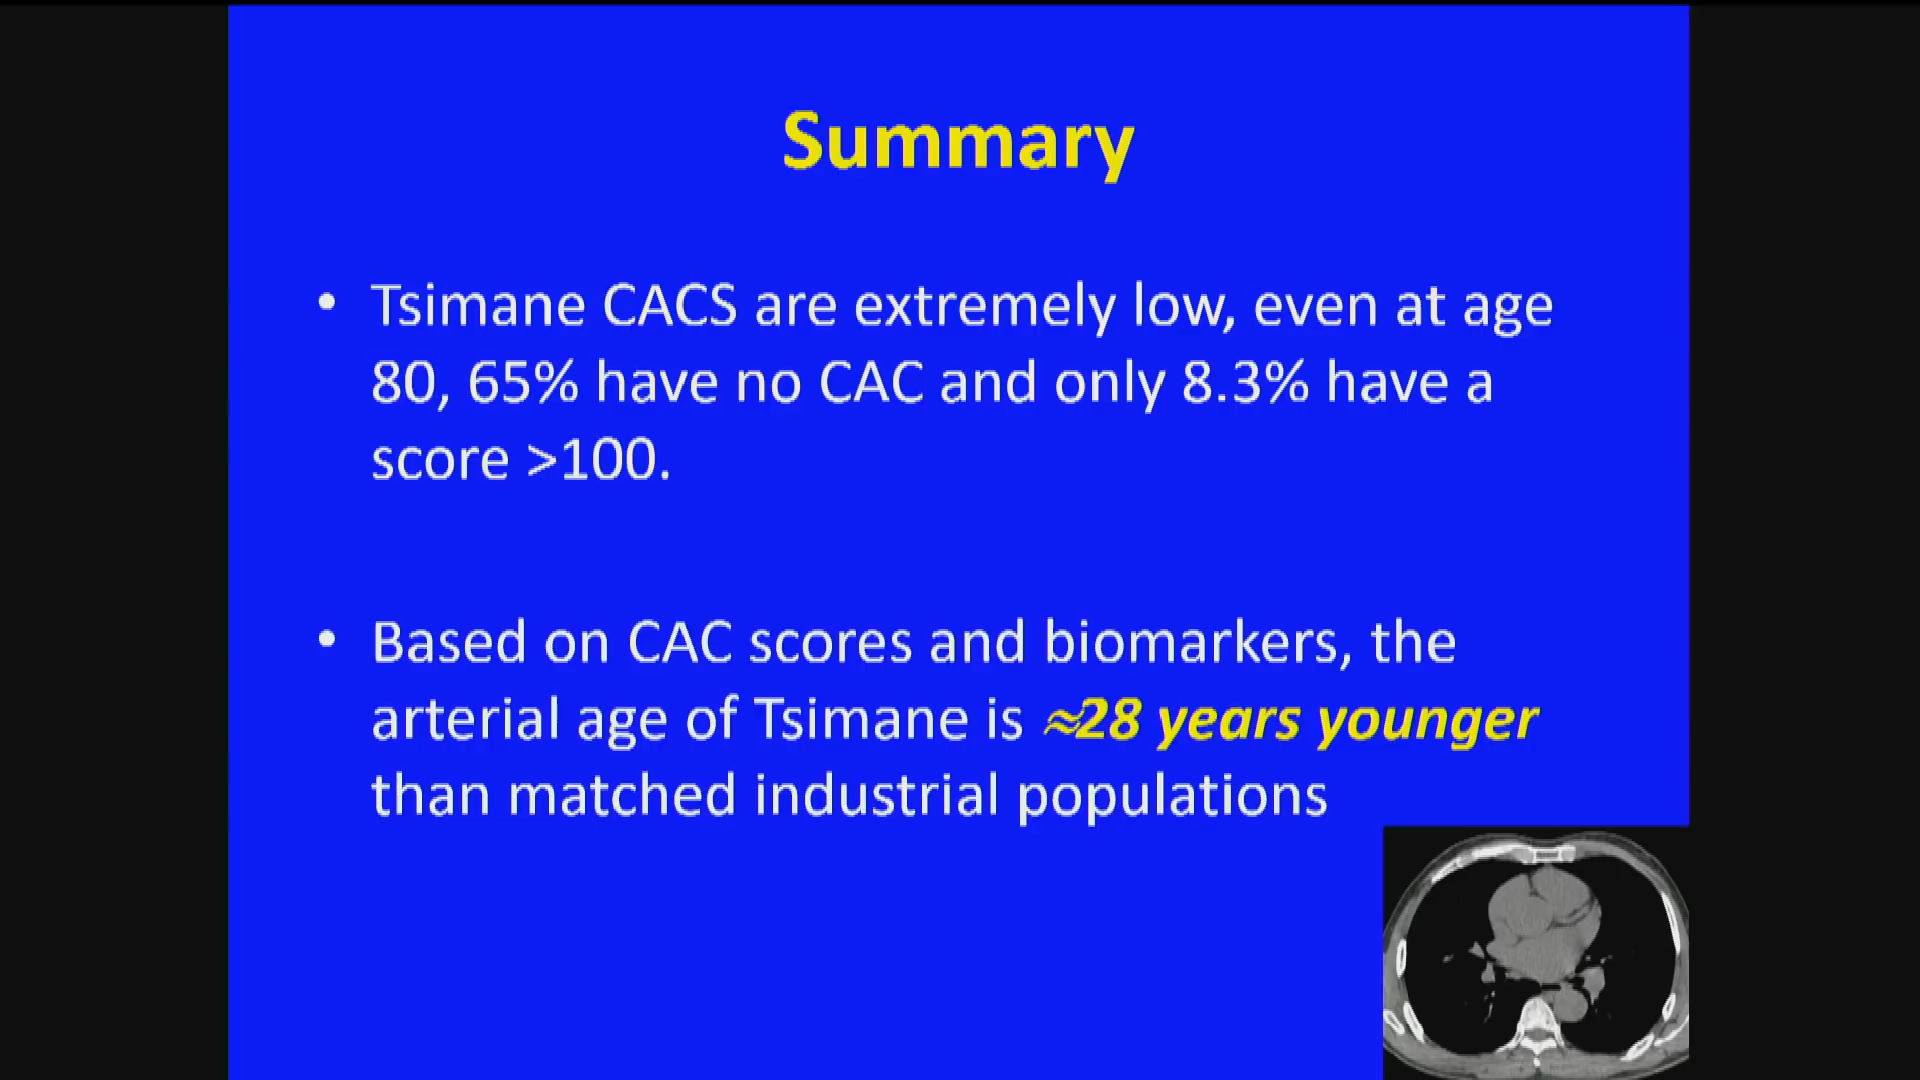 Summary
• Tsimane CACS are extremely low, even at age
80, 65% have no CAC and only 8.3% have a
score >100.
• Based on CAC scores and biomarkers, the
arterial age of Tsimane is ≈28 years younger
than matched industrial populations